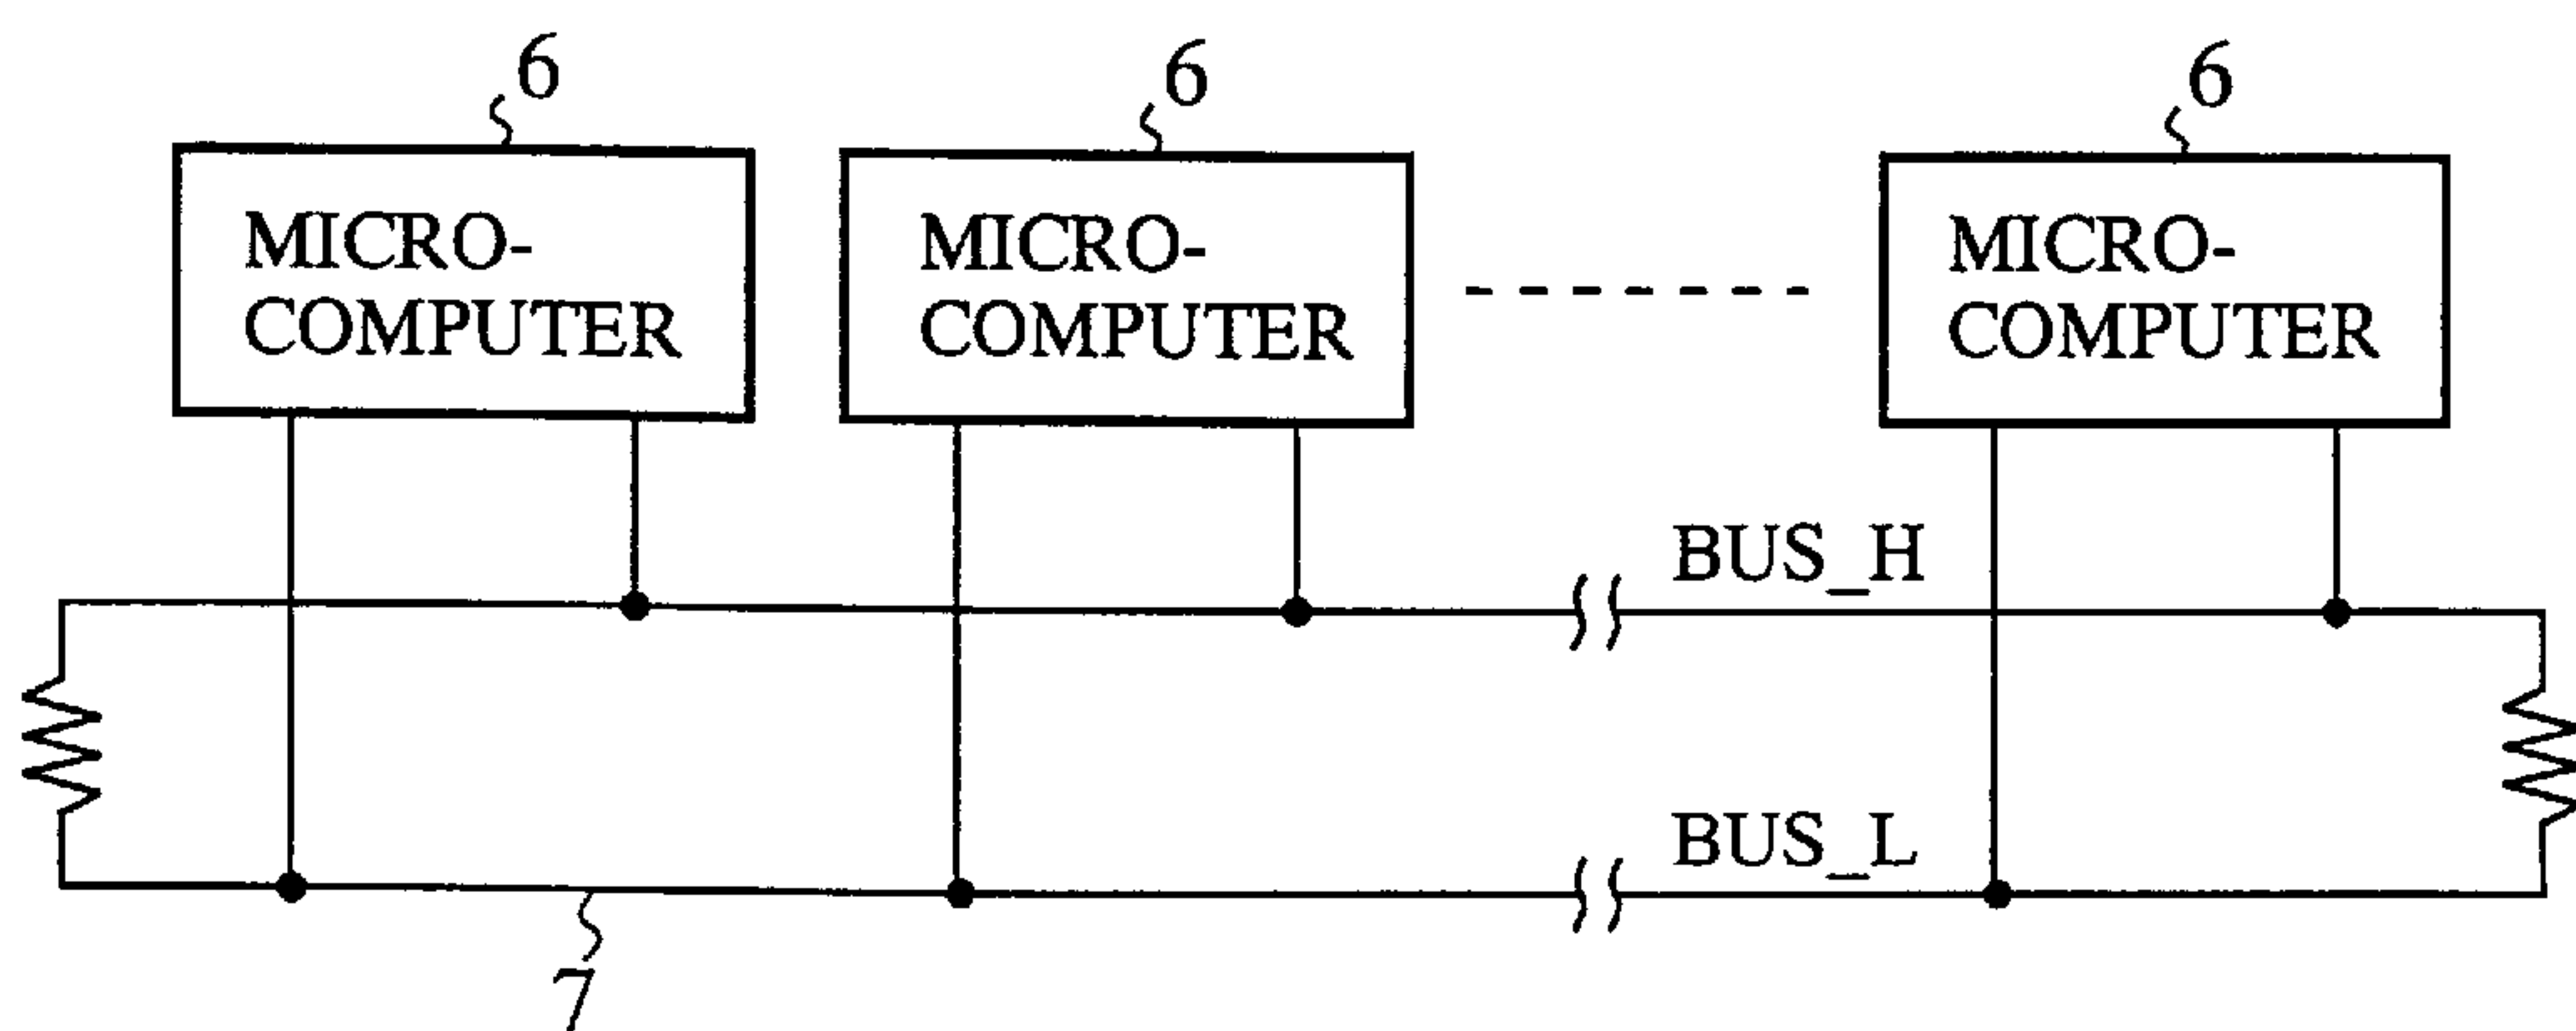 6
6
6
MICRO-
COMPUTER
MICRO-
COMPUTER
MICRO-
COMPUTER
BUS_H
BUS_L
7